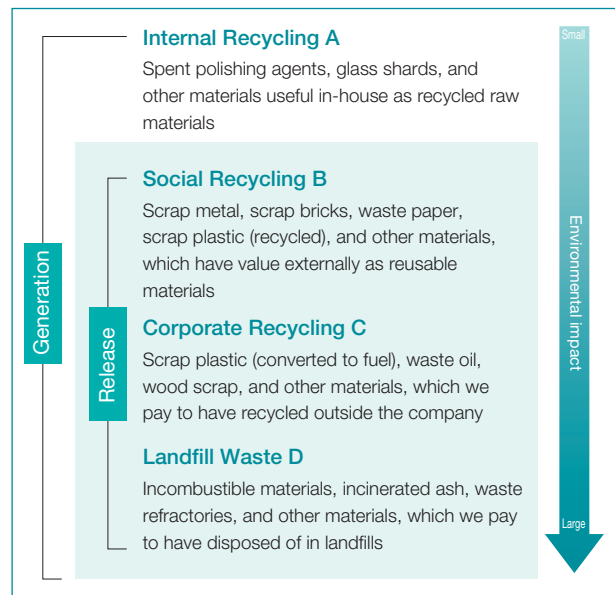 Internal Recycling A
Spent polishing agents, glass shards, and
other materials useful in-house as recycled raw
materials
Social Recycling B
Scrap metal, scrap bricks, waste paper,
scrap plastic (recycled), and other materials,
which have value externally as reusable
materials
Corporate Recycling C
Scrap plastic (converted to fuel), waste oil,
wood scrap, and other materials, which we
pay to have recycled outside the company
Landfill Waste D
Incombustible materials, incinerated ash, waste
refractories, and other materials, which we pay
to have disposed of in landfills
Generation
Release
Small
Environmental impact
Large